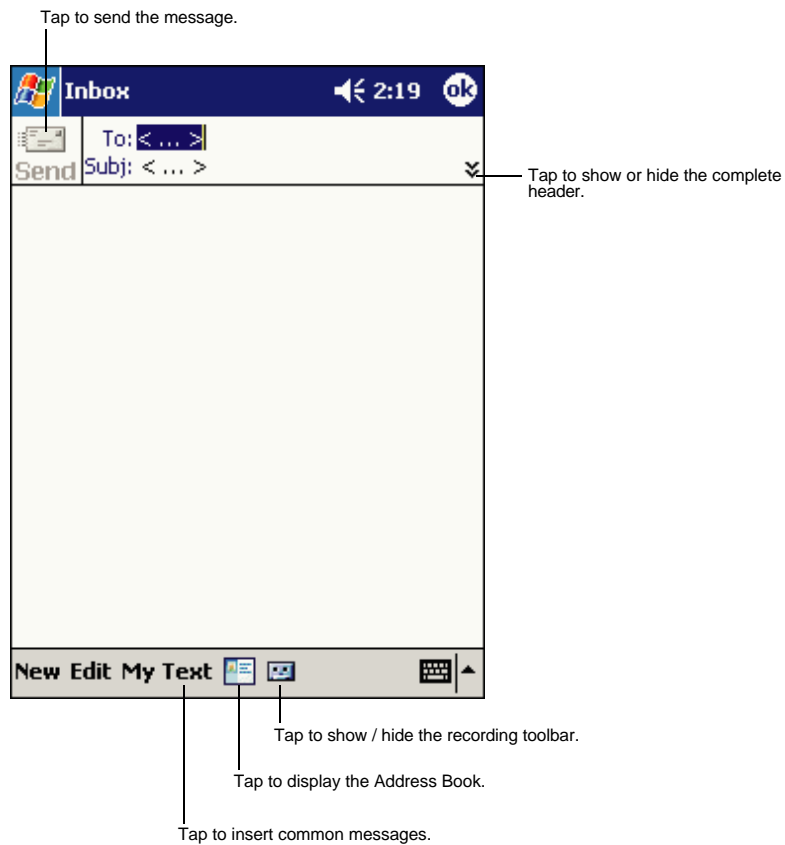 Tap to send the message.
Inbox 2:19 ok
To: < ... >
Send Subj: < ... >
Tap to show or hide the complete
header.
New Edit My Text
Tap to show / hide the recording toolbar.
Tap to display the Address Book.
Tap to insert common messages.